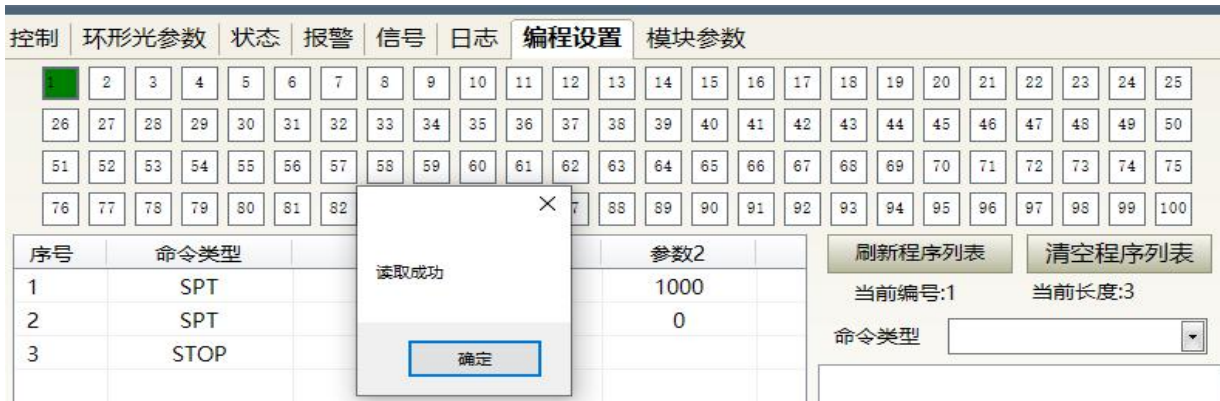 控制 环形光参数 状态 报警 信号 日志 编程设置 模块参数
1 2 3 4 5 6 7 8 9 10 11 12 13 14 15 16 17 18 19 20 21 22 23 24 25
26 27 28 29 30 31 32 33 34 35 36 37 38 39 40 41 42 43 44 45 46 47 48 49 50
51 52 53 54 55 56 57 58 59 60 61 62 63 64 65 66 67 68 69 70 71 72 73 74 75
76 77 78 79 80 81 82 7 88 89 90 91 92 93 94 95 96 97 98 99 100
序号 命令类型 参数2
1 SPT 1000
2 SPT 0
3 STOP
读取成功
确定
刷新程序列表 清空程序列表
当前编号:1 当前长度:3
命令类型